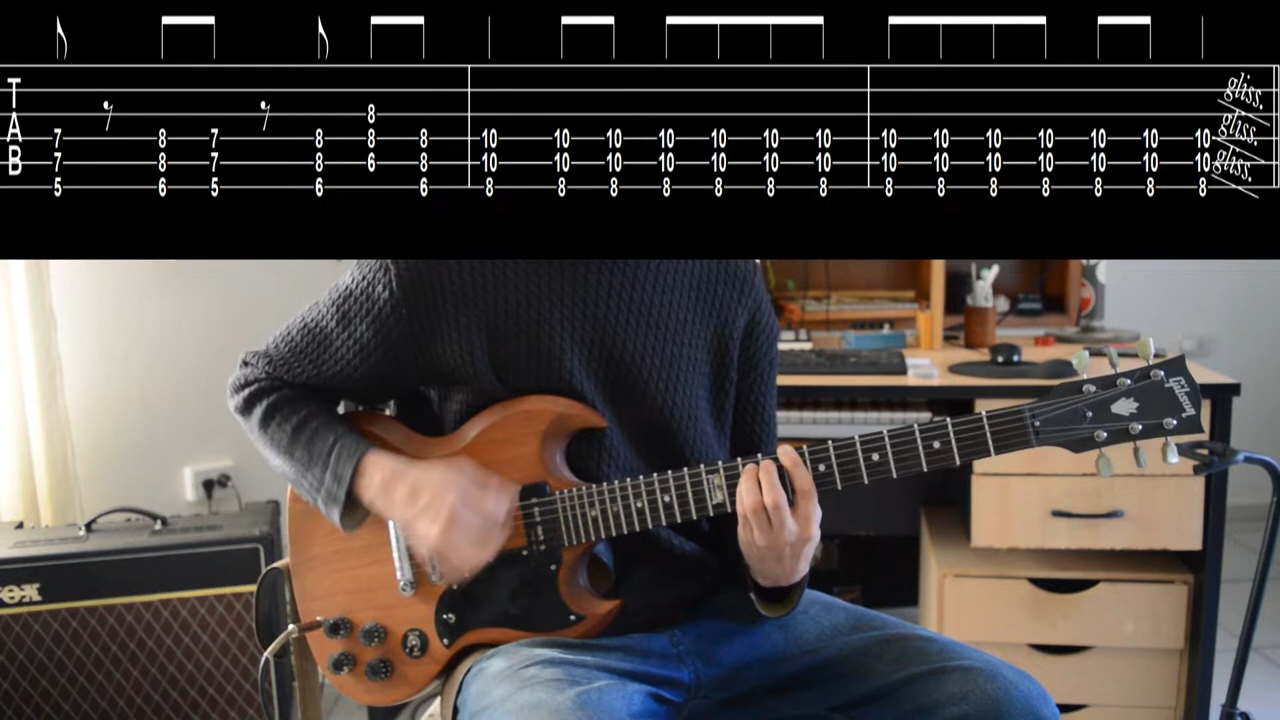 gliss.
T 8 gliss.
A 7 8 7 8 8 8 10 10 10 10 10 10 10 10 10 10 10 10 10 10
B 7 8 7 8 6 8 10 10 10 10 10 10 10 10 10 10 10 10 10 10 gliss.
5 6 5 6 6 8 8 8 8 8 8 8 8 8 8 8 8 8 8
Gibson
VOX